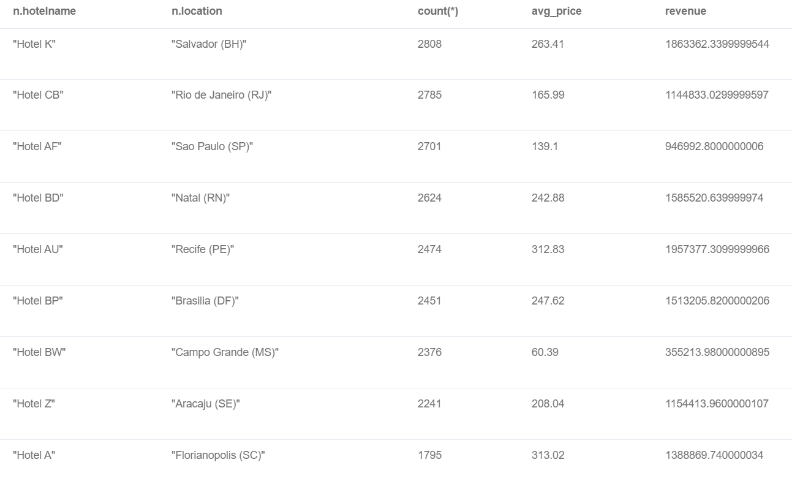 n.hotelname n.location count(*) avg_price revenue
"Hotel K" "Salvador (BH)" 2808 263.41 1863362.3399999544
"Hotel CB" "Rio de Janeiro (RJ)" 2785 165.99 1144833.0299999597
"Hotel AF" "Sao Paulo (SP)" 2701 139.1 946992.8000000006
"Hotel BD" "Natal (RN)" 2624 242.88 1585520.639999974
"Hotel AU" "Recife (PE)" 2474 312.83 1957377.3099999966
"Hotel BP" "Brasilia (DF)" 2451 247.62 1513205.8200000206
"Hotel BW" "Campo Grande (MS)" 2376 60.39 355213.98000000895
"Hotel Z" "Aracaju (SE)" 2241 208.04 1154413.9600000107
"Hotel A" "Florianopolis (SC)" 1795 313.02 1388869.740000034